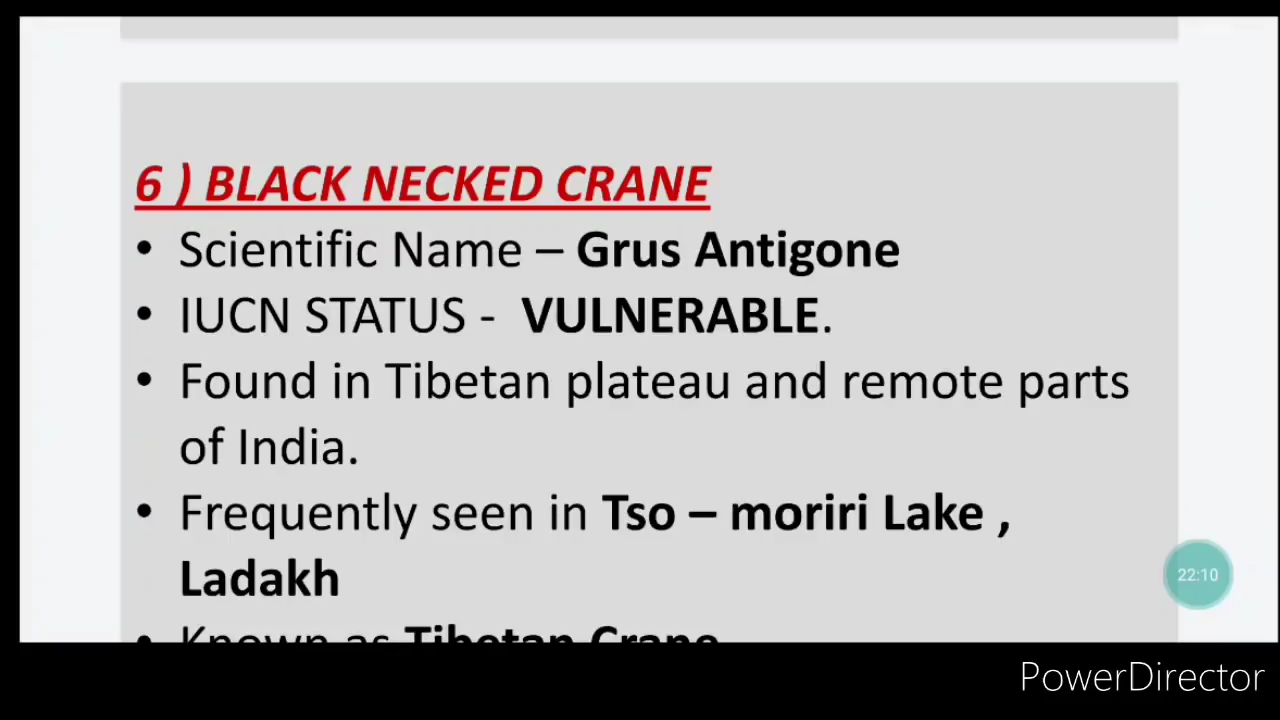 6 ) BLACK NECKED CRANE
• Scientific Name – Grus Antigone
• IUCN STATUS - VULNERABLE.
• Found in Tibetan plateau and remote parts
of India.
• Frequently seen in Tso – moriri Lake ,
Ladakh
• Known as Tibetan Crane
22:10
PowerDirector